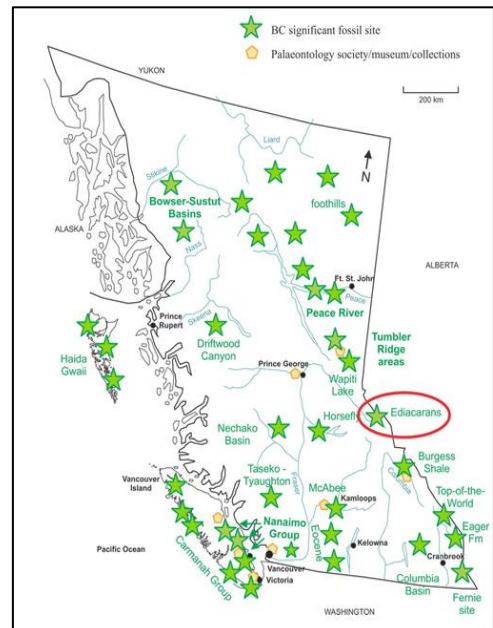 BC significant fossil site
Palaeontology society/museum/collections
YUKON
200 km
Liard
Stikine
N
Bowser-Sustut
Basins
foothills
ALASKA
Nass
ALBERTA
Ft. St. John
Peace
Prince
Rupert
Skeena
Peace River
Haida
Gwaii
Driftwood
Canyon
Tumbler
Ridge
areas
Prince George
Wapiti
Lake
Ediacarans
Horsefly
Nechako
Basin
Burgess
Shale
Columbia
Taseko -
Tyaughton
Fraser
McAbee
Kamloops
Top-of-the
World
Vancouver
Island
Eager
Fm
Nanaimo
Group
Eocene
Kelowna
Pacific Ocean
Carmanah Group
Vancouver
Victoria
Cranbrook
Columbia
Basin
Fernie
site
WASHINGTON